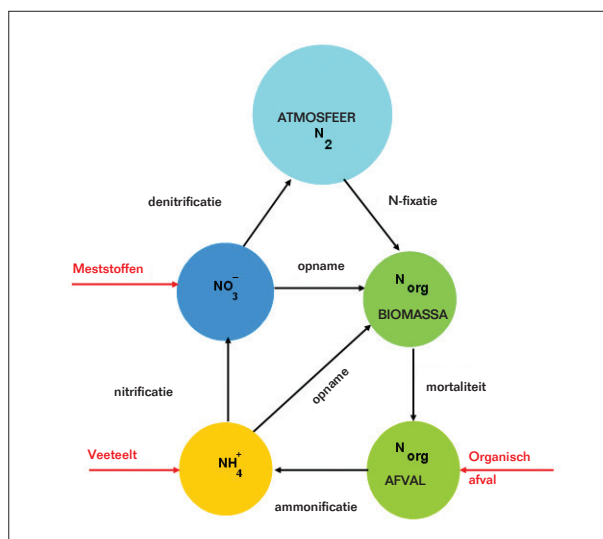 ATMOSFEER
N2
denitrificatie
N-fixatie
Meststoffen
NO3−
opname
Norg
BIOMASSA
nitrificatie
opname
mortaliteit
Veeteelt
NH4+
Norg
AFVAL
Organisch
afval
ammonificatie